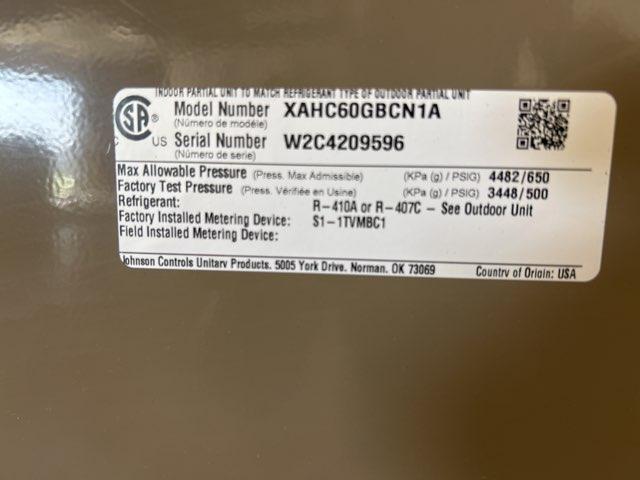 INDOOR PARTIAL UNIT TO MATCH REFRIGERANT TYPE OF OUTDOOR PARTIAL UNIT
SA ®
Model Number XAHC60GBCN1A
(Número de modèle)
C US Serial Number W2C4209596
(Número de serie)
Max Allowable Pressure (Press. Max Admissible) (KPa (g) / PSIG) 4482/650
Factory Test Pressure (Press. Vérifiée en Usine) (KPa (g) / PSIG) 3448/500
Refrigerant: R-410A or R-407C - See Outdoor Unit
Factory Installed Metering Device: S1-1TVMBC1
Field Installed Metering Device:
Johnson Controls Unitary Products. 5005 York Drive. Norman. OK 73069 Country of Origin: USA